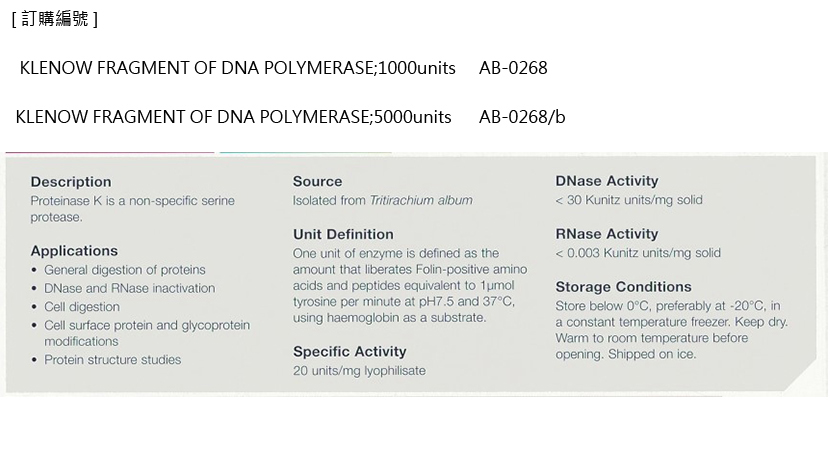 [ 訂購編號 ]
KLENOW FRAGMENT OF DNA POLYMERASE;1000units AB-0268
KLENOW FRAGMENT OF DNA POLYMERASE;5000units AB-0268/b
Description
Proteinase K is a non-specific serine
protease.
Applications
• General digestion of proteins
• DNase and RNase inactivation
• Cell digestion
• Cell surface protein and glycoprotein
modifications
• Protein structure studies
Source
Isolated from Tritirachium album
Unit Definition
One unit of enzyme is defined as the
amount that liberates Folin-positive amino
acids and peptides equivalent to 1μmol
tyrosine per minute at pH7.5 and 37°C,
using haemoglobin as a substrate.
Specific Activity
20 units/mg lyophilisate
DNase Activity
< 30 Kunitz units/mg solid
RNase Activity
< 0.003 Kunitz units/mg solid
Storage Conditions
Store below 0°C, preferably at -20°C, in
a constant temperature freezer. Keep dry.
Warm to room temperature before
opening. Shipped on ice.